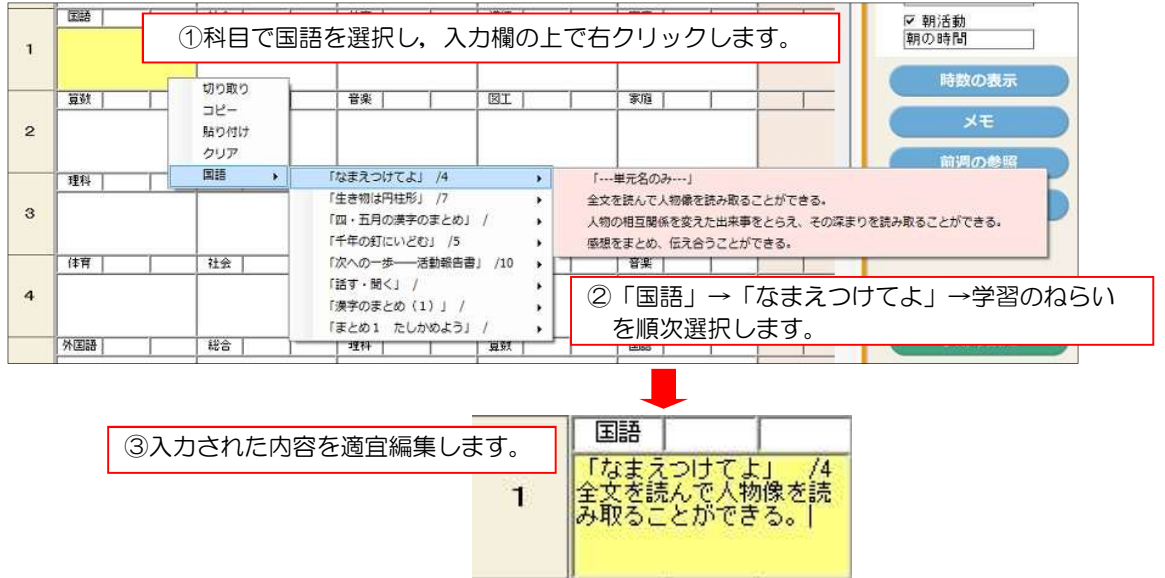 国語
朝活動
朝の時間
①科目で国語を選択し，入力欄の上で右クリックします。
1
時数の表示
切り取り
算数
音楽
図工
家庭
コピー
メモ
2
貼り付け
クリア
前週の参照
国語
理科
「なまえつけてよ」 /4
「---単元名のみ---」
「生き物は円柱形」 /7
全文を読んで人物像を読み取ることができる。
3
「四・五月の漢字のまとめ」 /
人物の相互関係を変えた出来事をとらえ、その深まりを読み取ることができる。
「千年の釘にいどむ」 /5
感想をまとめ、伝え合うことができる。
体育
社会
「次への一歩――活動報告書」 /10
音楽
4
「話す・聞く」 /
②「国語」→「なまえつけてよ」→学習のねらい
「漢字のまとめ（１）」 /
を順次選択します。
「まとめ１　たしかめよう」 /
外国語
総合
理科
算数
国語
③入力された内容を適宜編集します。
国語
1
「なまえつけてよ」 /4
全文を読んで人物像を読
み取ることができる。